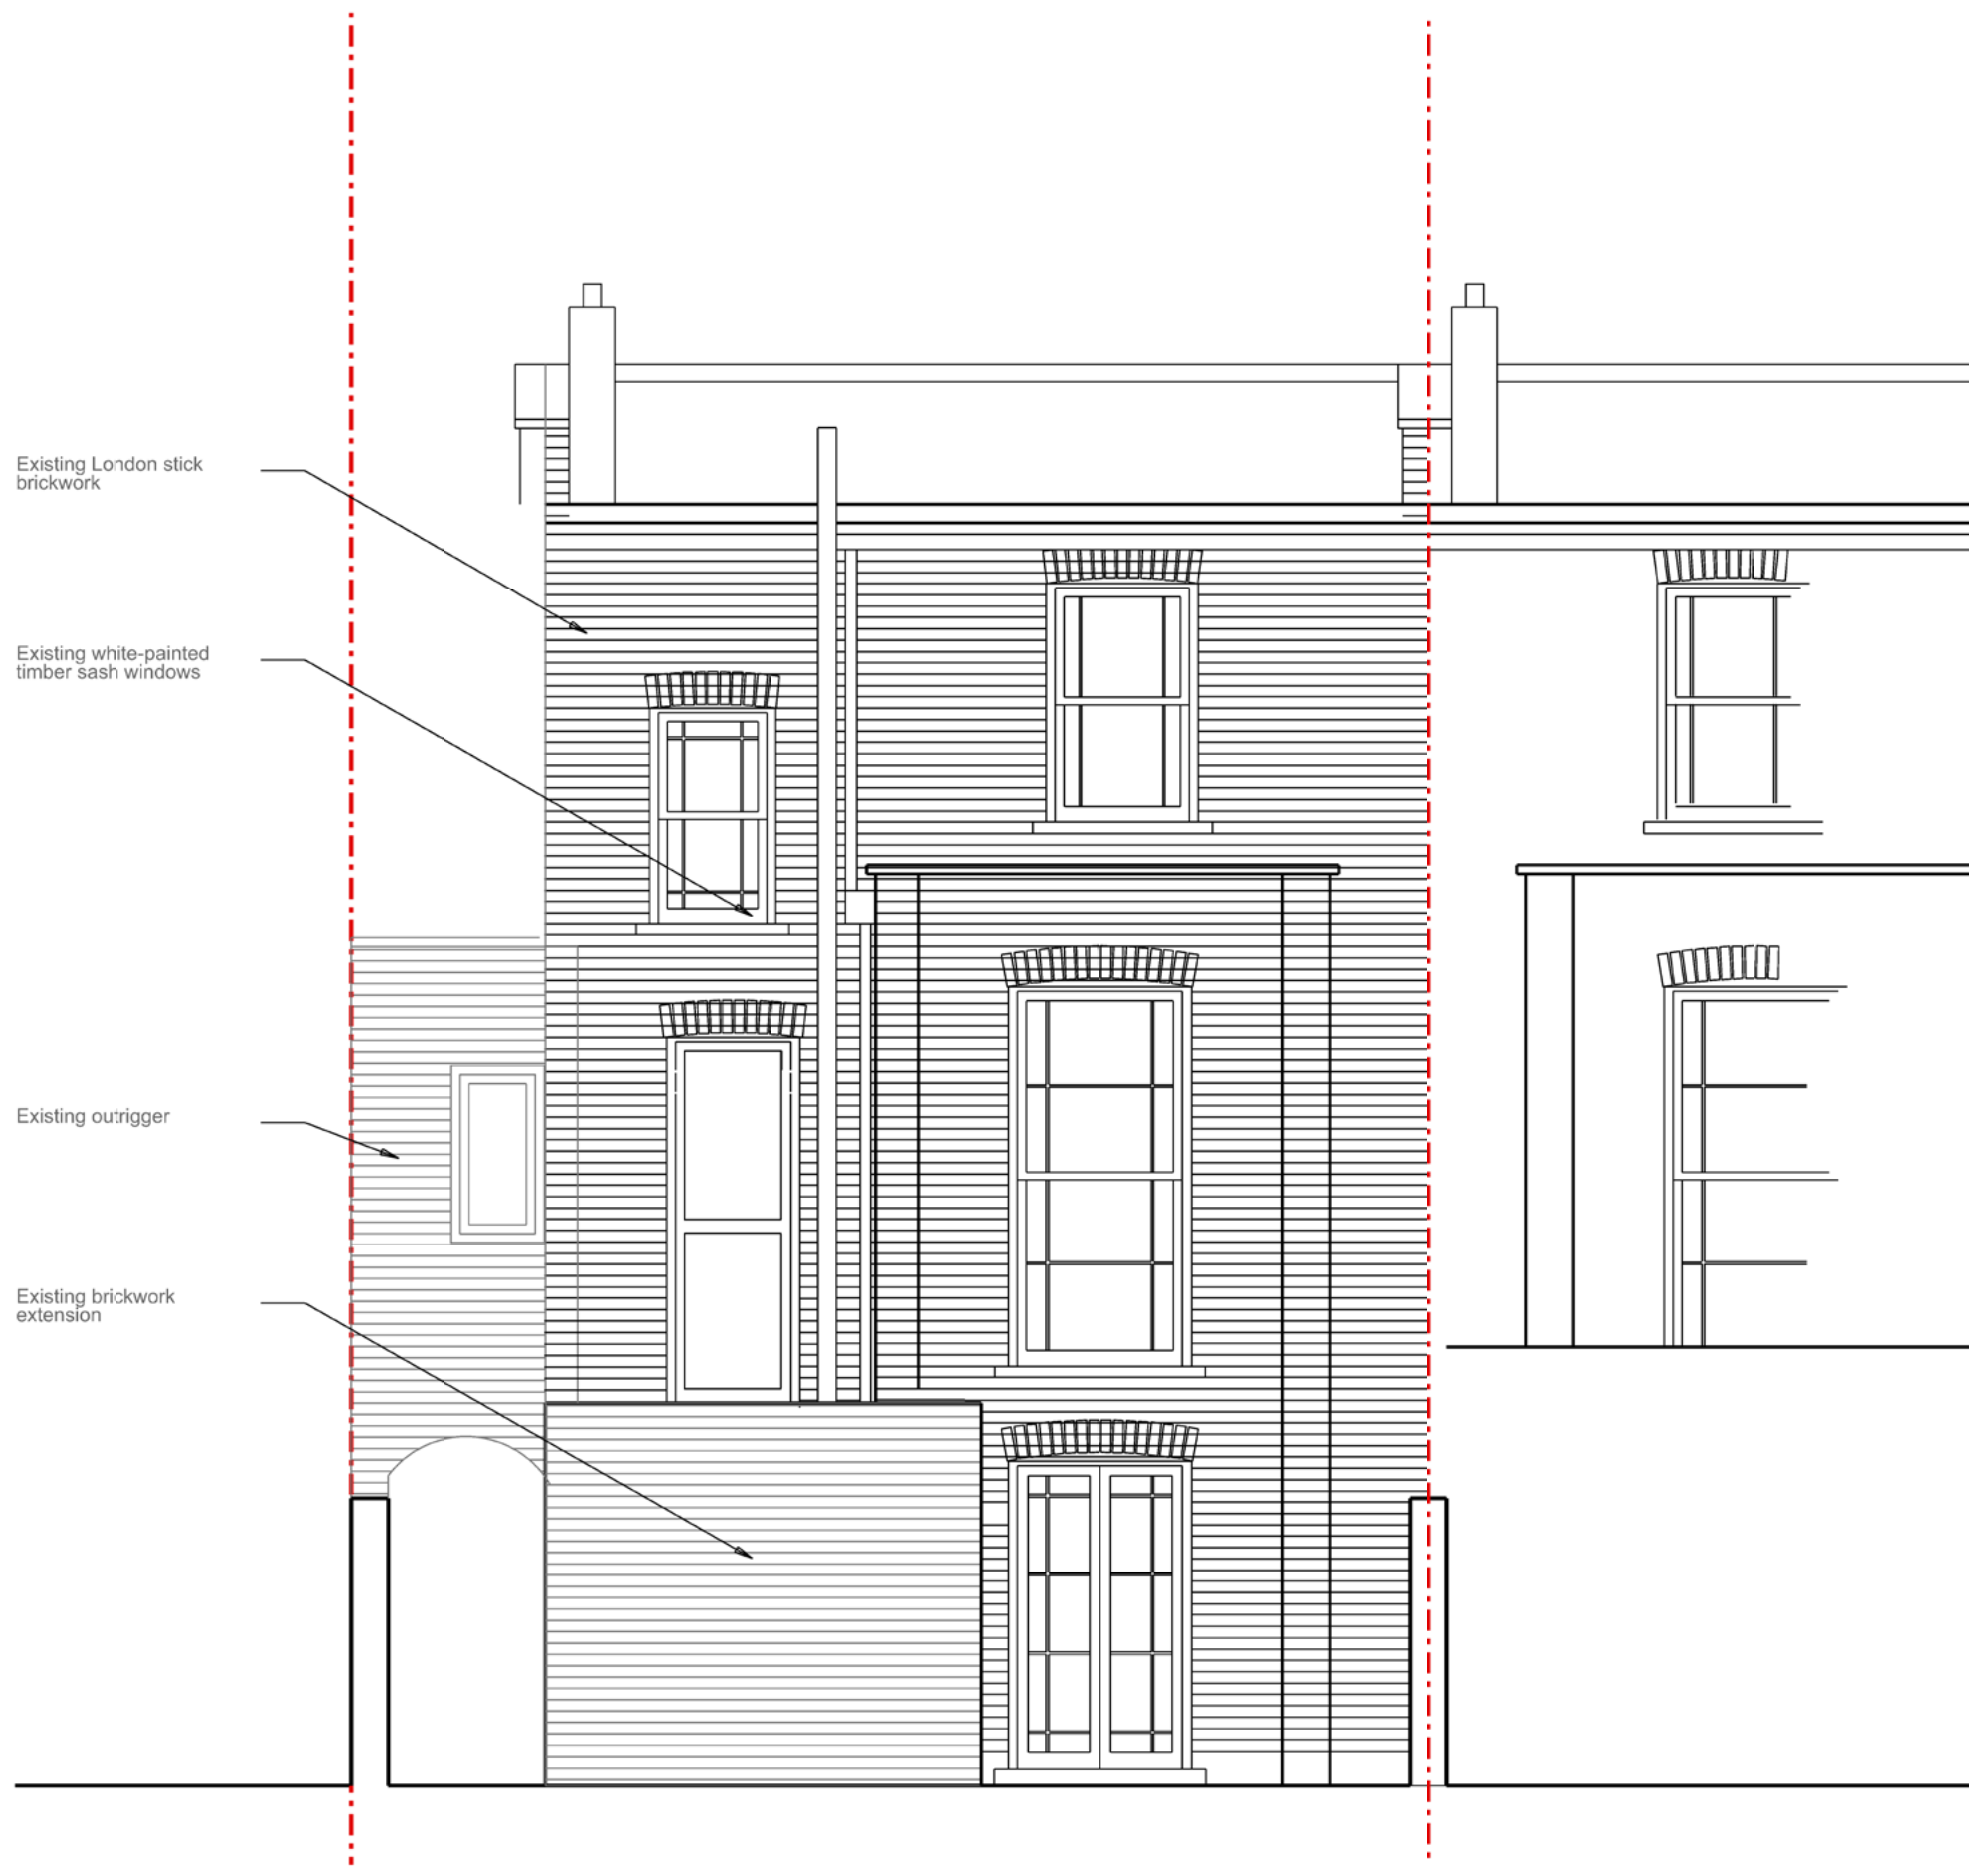 Existing London stick
brickwork
Existing white-painted
timber sash windows
Existing outrigger
Existing brickwork
extension